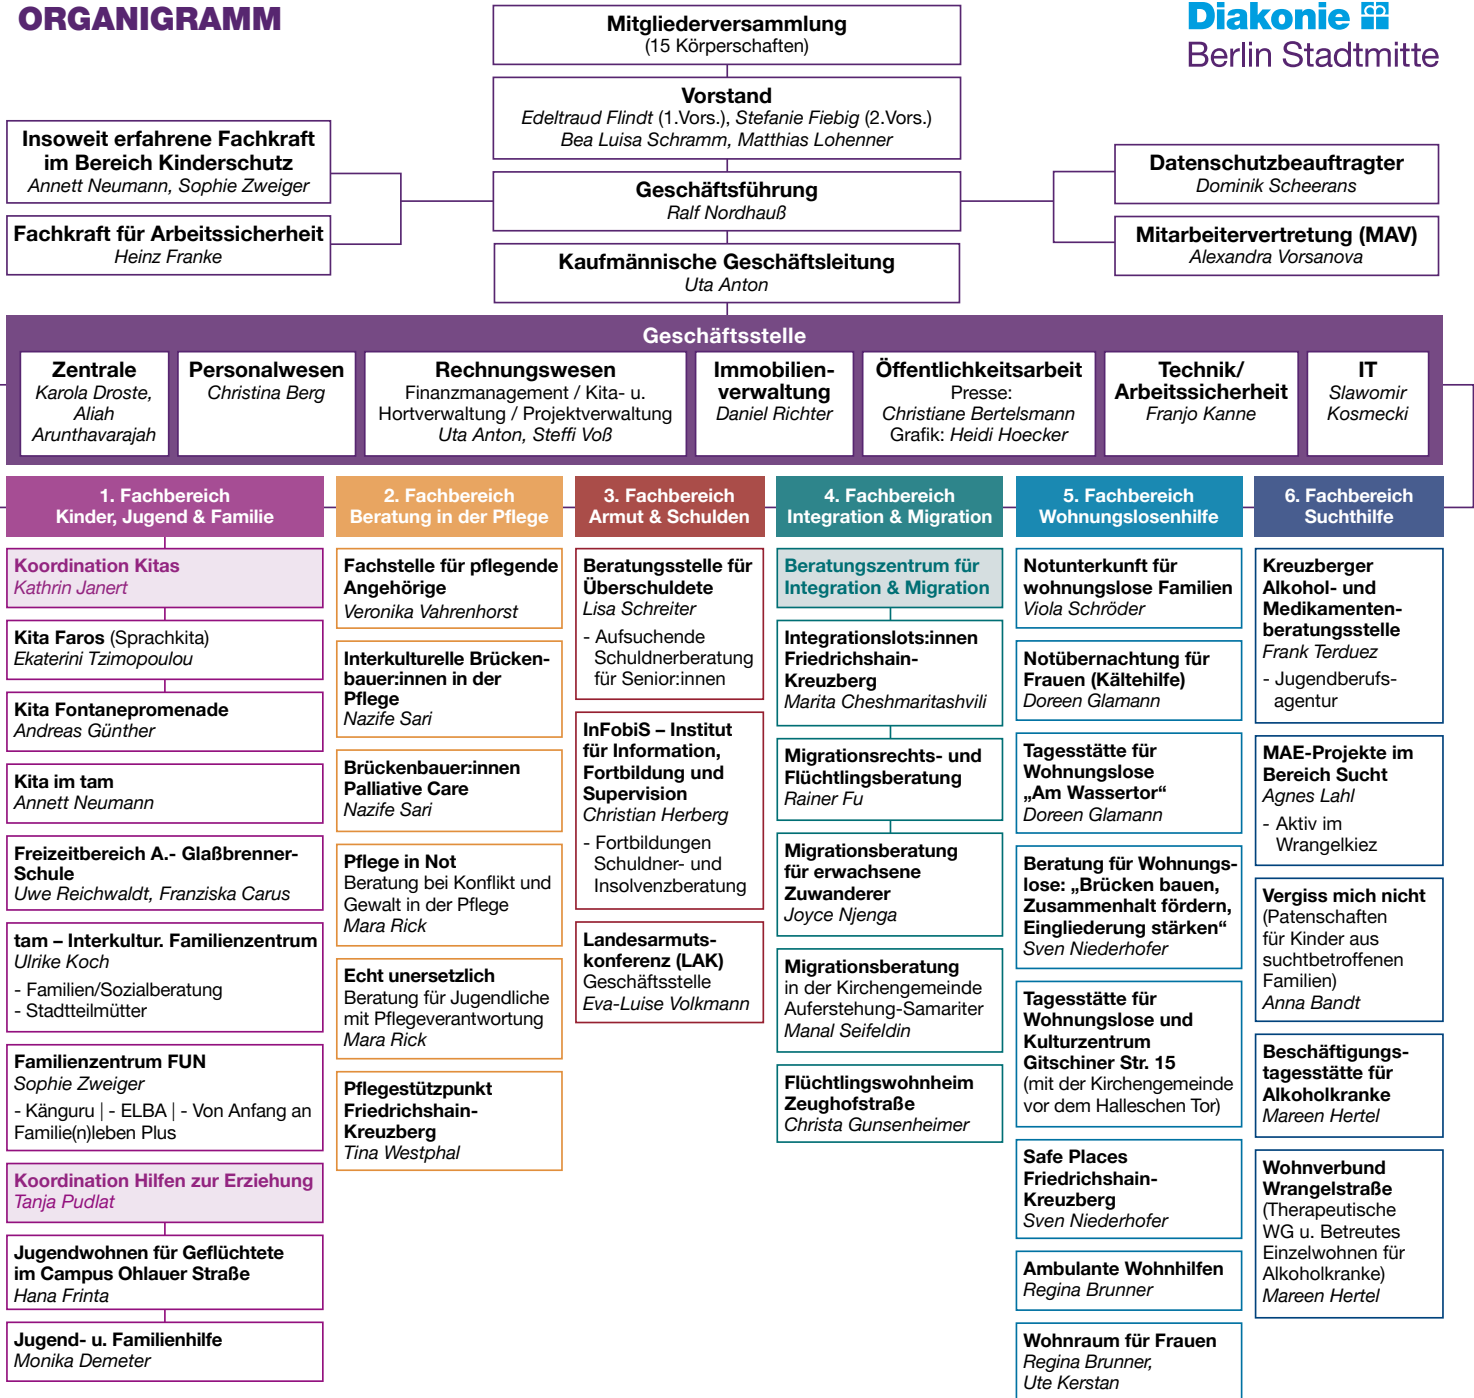 ORGANIGRAMM
Diakonie
Berlin Stadtmitte
Mitgliederversammlung
(15 Körperschaften)
Vorstand
Edeltraud Flindt (1.Vors.), Stefanie Fiebig (2.Vors.)
Bea Luisa Schramm, Matthias Lohenner
Insoweit erfahrene Fachkraft
im Bereich Kinderschutz
Annett Neumann, Sophie Zweiger
Fachkraft für Arbeitssicherheit
Heinz Franke
Geschäftsführung
Ralf Nordhauß
Datenschutzbeauftragter
Dominik Scheerans
Mitarbeitervertretung (MAV)
Alexandra Vorsanova
Kaufmännische Geschäftsleitung
Uta Anton
Geschäftsstelle
Zentrale
Karola Droste,
Aliah
Arunthavarajah
Personalwesen
Christina Berg
Rechnungswesen
Finanzmanagement / Kita- u.
Hortverwaltung / Projektverwaltung
Uta Anton, Steffi Voß
Immobilien-
verwaltung
Daniel Richter
Öffentlichkeitsarbeit
Presse:
Christiane Bertelsmann
Grafik: Heidi Hoecker
Technik/
Arbeitssicherheit
Franjo Kanne
IT
Slawomir
Kosmecki
1. Fachbereich
Kinder, Jugend & Familie
Koordination Kitas
Kathrin Janert
Kita Faros (Sprachkita)
Ekaterini Tzimopoulou
Kita Fontanepromenade
Andreas Günther
Kita im tam
Annett Neumann
Freizeitbereich A.- Glaßbrenner-
Schule
Uwe Reichwaldt, Franziska Carus
tam – Interkultur. Familienzentrum
Ulrike Koch
- Familien/Sozialberatung
- Stadtteilmütter
Familienzentrum FUN
Sophie Zweiger
- Känguru | - ELBA | - Von Anfang an
Familie(n)leben Plus
Koordination Hilfen zur Erziehung
Tanja Pudlat
Jugendwohnen für Geflüchtete
im Campus Ohlauer Straße
Hana Frinta
Jugend- u. Familienhilfe
Monika Demeter
2. Fachbereich
Beratung in der Pflege
Fachstelle für pflegende
Angehörige
Veronika Vahrenhorst
Interkulturelle Brücken-
bauer:innen in der
Pflege
Nazife Sari
Brückenbauer:innen
Palliative Care
Nazife Sari
Pflege in Not
Beratung bei Konflikt und
Gewalt in der Pflege
Mara Rick
Echt unersetzlich
Beratung für Jugendliche
mit Pflegeverantwortung
Mara Rick
Pflegestützpunkt
Friedrichshain-
Kreuzberg
Tina Westphal
3. Fachbereich
Armut & Schulden
Beratungsstelle für
Überschuldete
Lisa Schreiter
- Aufsuchende
Schuldnerberatung
für Senior:innen
InFobiS – Institut
für Information,
Fortbildung und
Supervision
Christian Herberg
- Fortbildungen
Schuldner- und
Insolvenzberatung
Landesarmuts-
konferenz (LAK)
Geschäftsstelle
Eva-Luise Volkmann
4. Fachbereich
Integration & Migration
Beratungszentrum für
Integration & Migration
Integrationslots:innen
Friedrichshain-
Kreuzberg
Marita Cheshmaritashvili
Migrationsrechts- und
Flüchtlingsberatung
Rainer Fu
Migrationsberatung
für erwachsene
Zuwanderer
Joyce Njenga
Migrationsberatung
in der Kirchengemeinde
Auferstehung-Samariter
Manal Seifeldin
Flüchtlingswohnheim
Zeughofstraße
Christa Gunsenheimer
5. Fachbereich
Wohnungslosenhilfe
Notunterkunft für
wohnungslose Familien
Viola Schröder
Notübernachtung für
Frauen (Kältehilfe)
Doreen Glamann
Tagesstätte für
Wohnungslose
„Am Wassertor“
Doreen Glamann
Beratung für Wohnungs-
lose: „Brücken bauen,
Zusammenhalt fördern,
Eingliederung stärken“
Sven Niederhofer
Tagesstätte für
Wohnungslose und
Kulturzentrum
Gitschiner Str. 15
(mit der Kirchengemeinde
vor dem Halleschen Tor)
Safe Places
Friedrichshain-
Kreuzberg
Sven Niederhofer
Ambulante Wohnhilfen
Regina Brunner
Wohnraum für Frauen
Regina Brunner,
Ute Kerstan
6. Fachbereich
Suchthilfe
Kreuzberger
Alkohol- und
Medikamenten-
beratungsstelle
Frank Terduez
- Jugendberufs-
agentur
MAE-Projekte im
Bereich Sucht
Agnes Lahl
- Aktiv im
Wrangelkiez
Vergiss mich nicht
(Patenschaften
für Kinder aus
suchtbetroffenen
Familien)
Anna Bandt
Beschäftigungs-
tagesstätte für
Alkoholkranke
Mareen Hertel
Wohnverbund
Wrangelstraße
(Therapeutische
WG u. Betreutes
Einzelwohnen für
Alkoholkranke)
Mareen Hertel